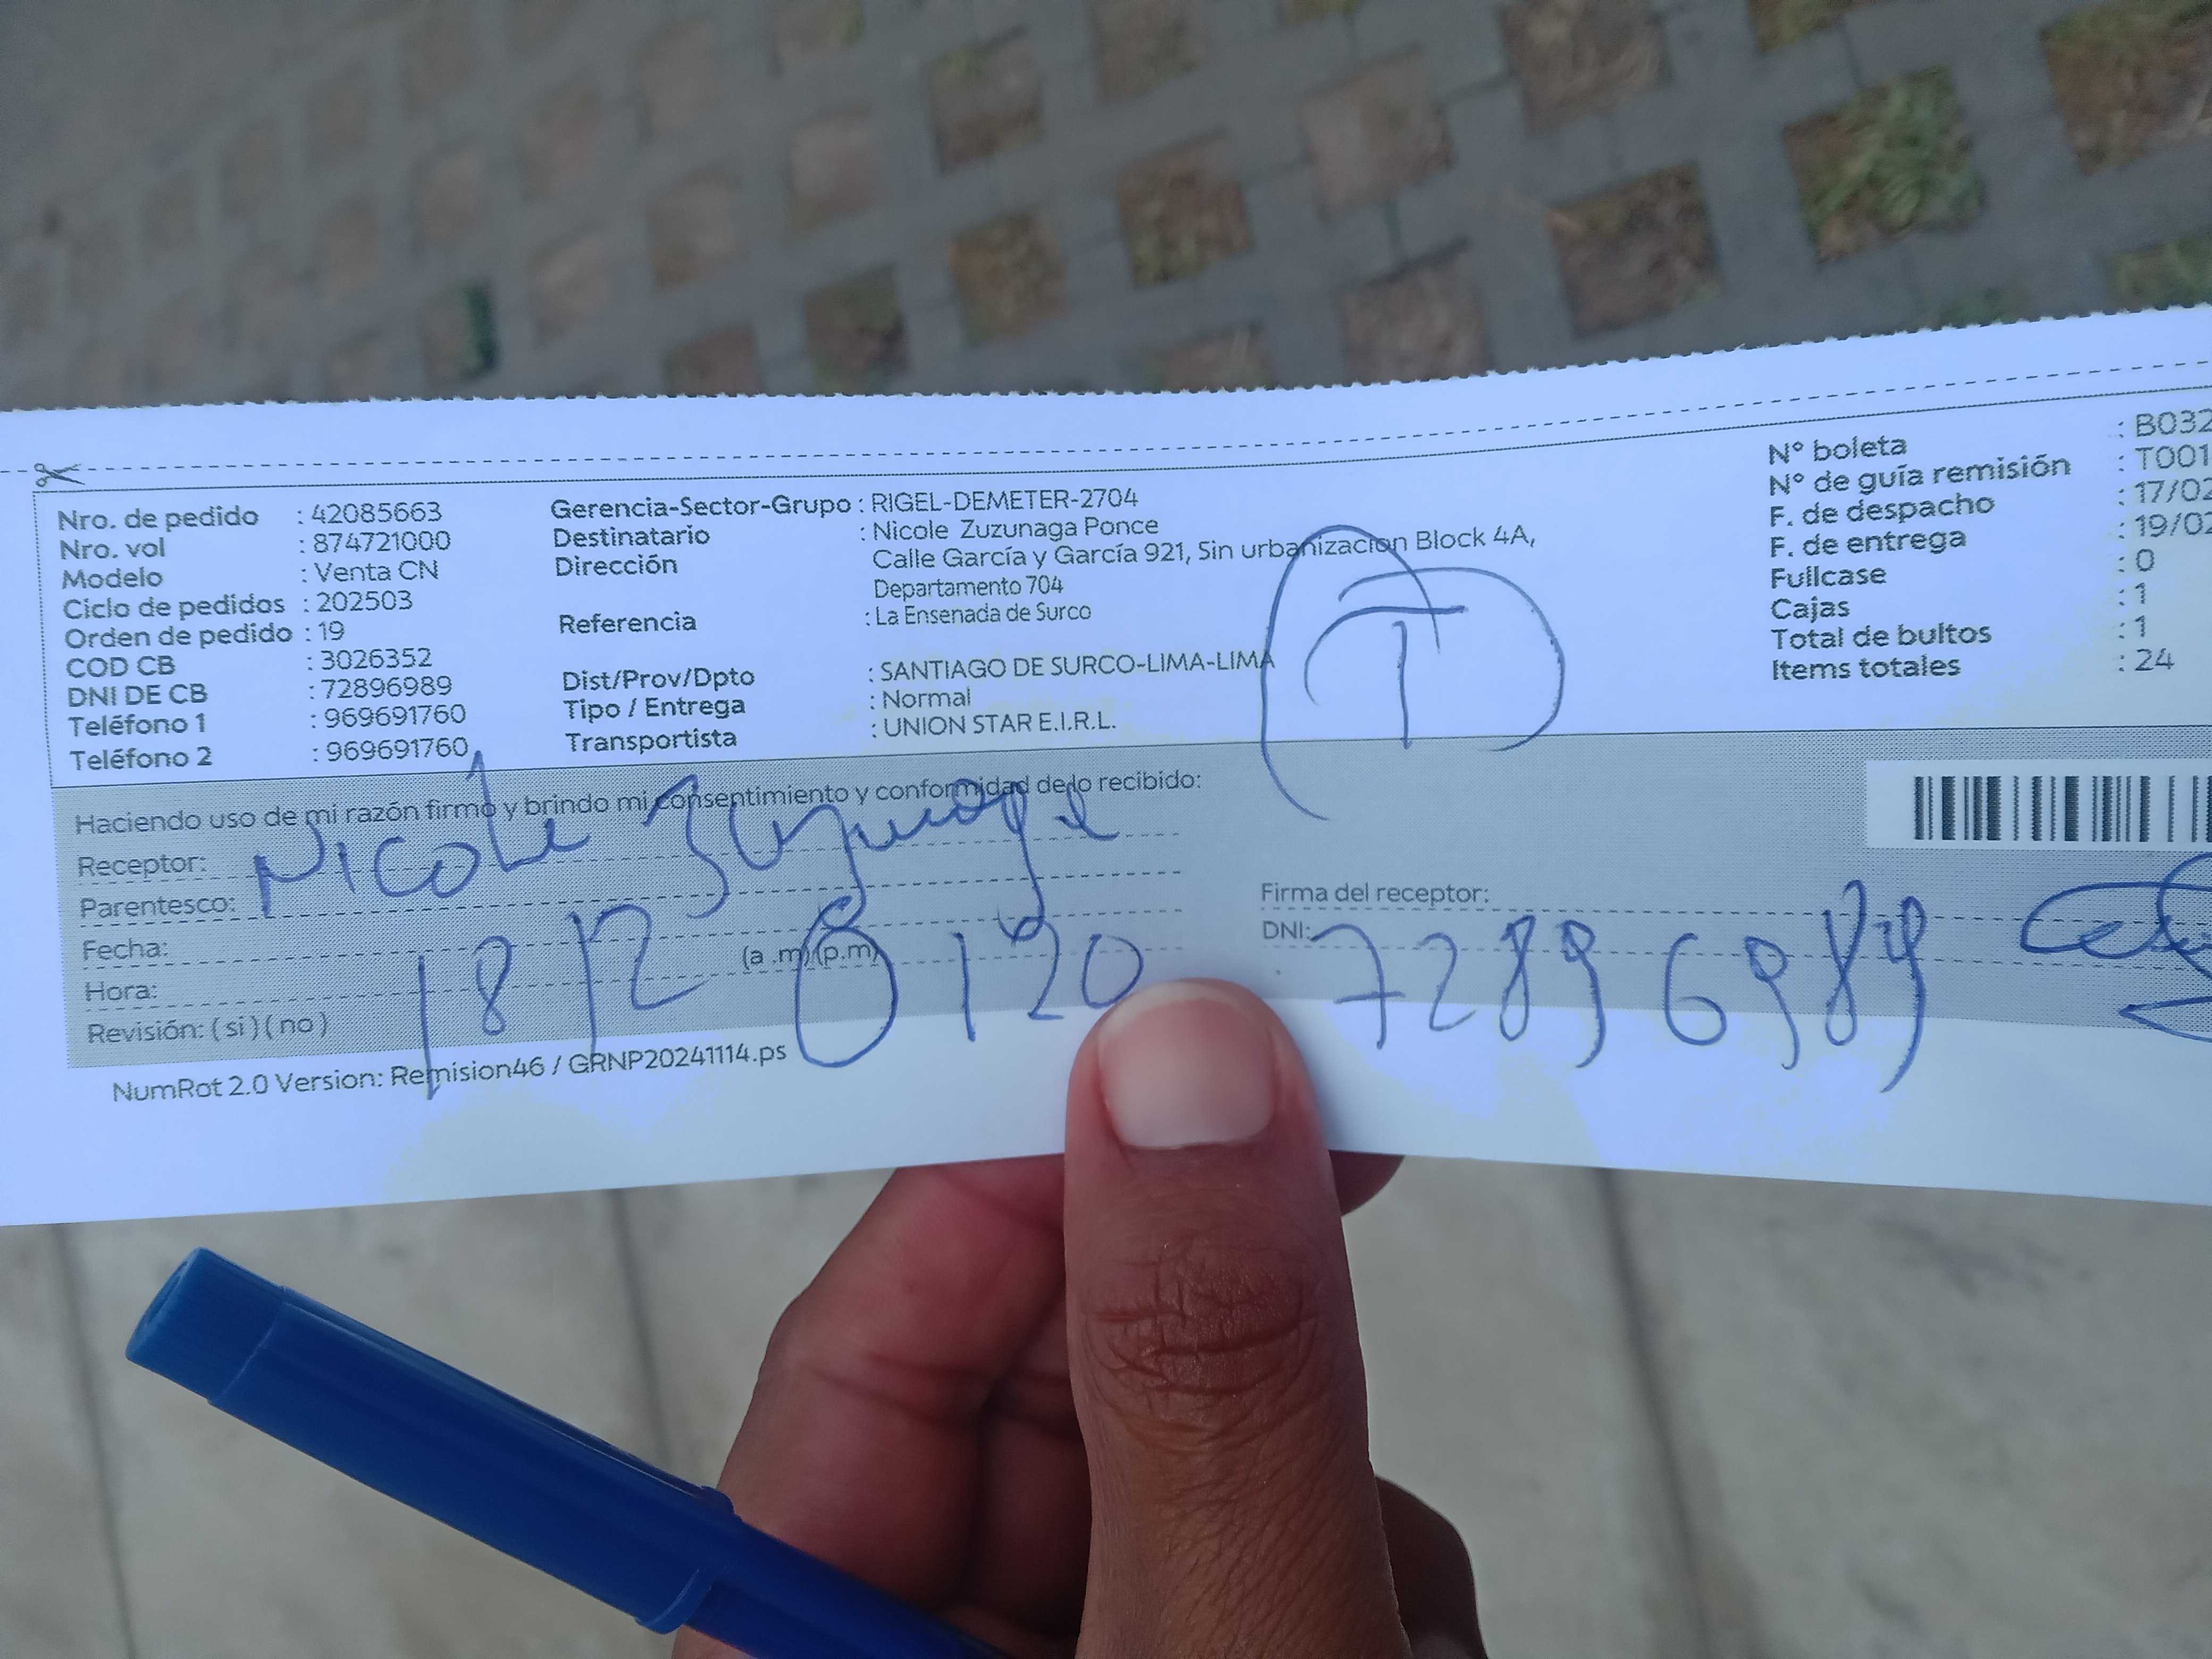 Nro. de pedido : 42085663
Nro. vol : 874721000
Modelo : Venta CN
Ciclo de pedidos : 202503
Orden de pedido : 19
COD CB : 3026352
DNI DE CB : 72896989
Teléfono 1 : 969691760
Teléfono 2 : 969691760
Gerencia-Sector-Grupo : RIGEL-DEMETER-2704
Destinatario : Nicole Zuzunaga Ponce
Dirección Calle García y García 921, Sin urbanizacion Block 4A,
Departamento 704
Referencia : La Ensenada de Surco
Dist/Prov/Dpto : SANTIAGO DE SURCO-LIMA-LIMA
Tipo / Entrega : Normal
Transportista : UNION STAR E.I.R.L.
T
N° boleta : B032
N° de guía remisión : T001
F. de despacho : 17/02
F. de entrega : 19/02
Fullcase : 0
Cajas : 1
Total de bultos : 1
Items totales : 24
Haciendo uso de mi razón firmo y brindo mi consentimiento y conformidad de lo recibido:
Receptor: Nicole Zuzunaga
Parentesco:
Fecha:
Hora: (a .m)(p.m)
18 12
Revisión: (si)(no)
Firma del receptor:
DNI: 72896989
NumRot 2.0 Version: Remision46 / GRNP20241114.ps